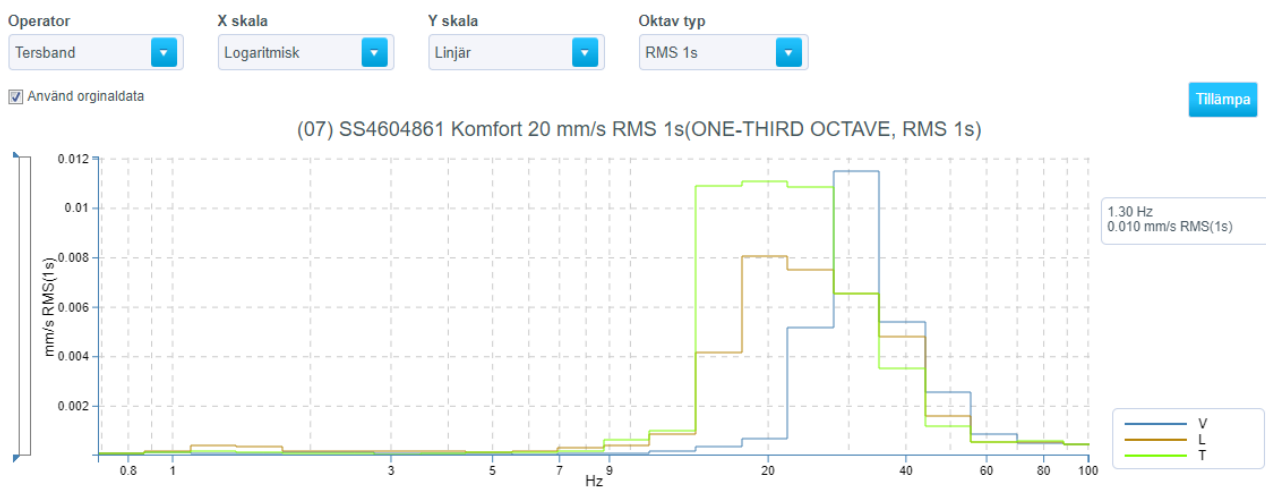 Operator
X skala
Y skala
Oktav typ
Tersband
Logaritmisk
Linjär
RMS 1s
Använd orginaldata
Tillämpa
(07) SS4604861 Komfort 20 mm/s RMS 1s(ONE-THIRD OCTAVE, RMS 1s)
0.012
0.01
0.008
0.006
0.004
0.002
mm/s RMS(1s)
1.30 Hz
0.010 mm/s RMS(1s)
0.8 1 3 5 7 9 20 40 60 80 100
Hz
V
L
T